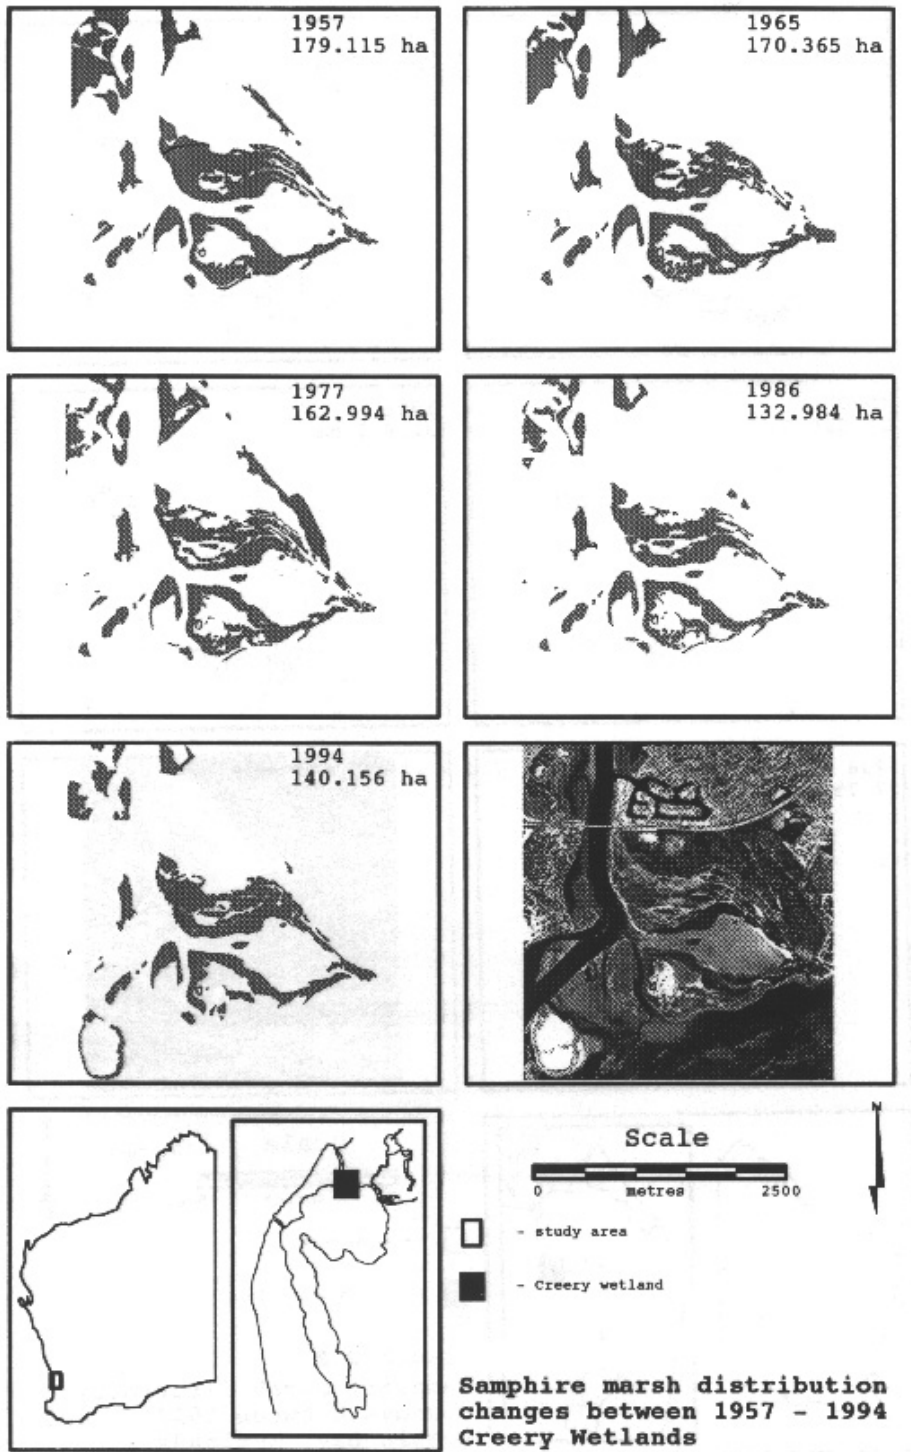 1957
179.115 ha
1965
170.365 ha
1977
162.994 ha
1986
132.984 ha
1994
140.156 ha
N
Scale
0 metres 2500
- study area
- Creery wetland
Samphire marsh distribution
changes between 1957 - 1994
Creery Wetlands